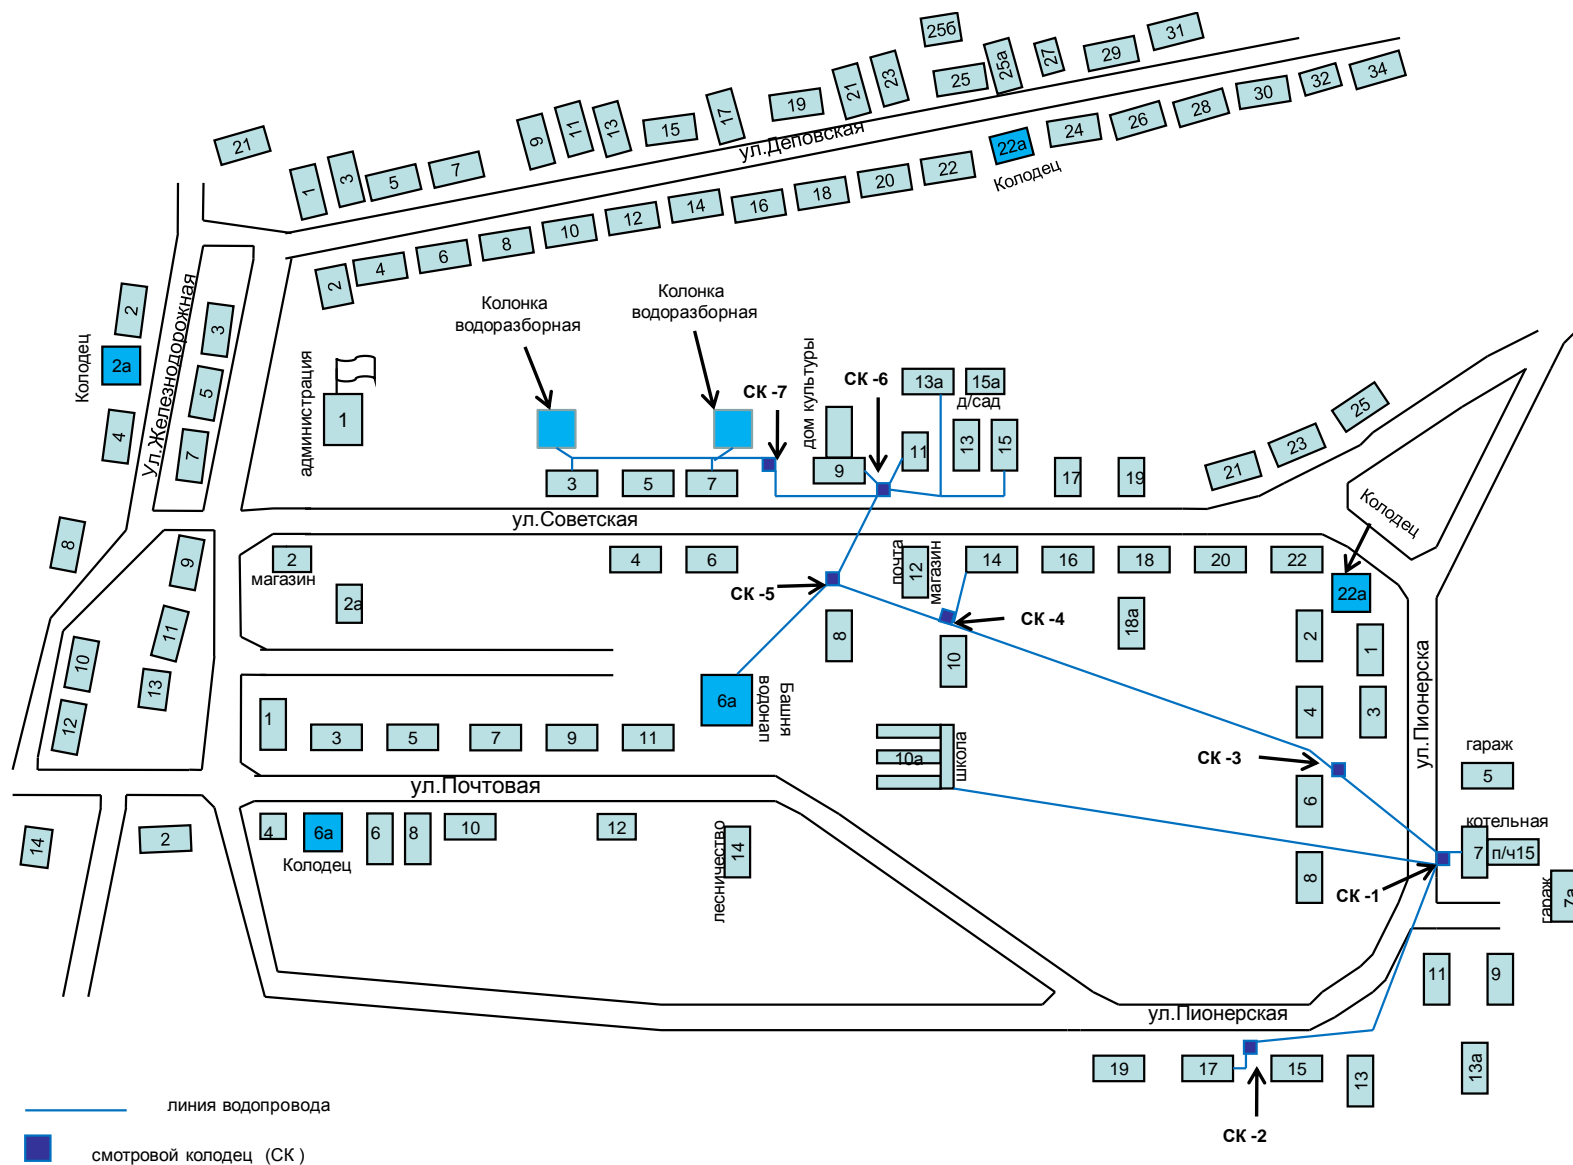 25б
31
29
27
25а
25
23
21
19
17
15
13
11
9
7
5
3
1
21
34
32
30
28
26
24
22а
Колодец
ул.Деповская
22
20
18
16
14
12
10
8
6
4
2
Ул.Железнодорожная
2
Колодец
2а
4
3
5
7
8
9
11
13
10
12
14
2
администрация
1
Колонка
водоразборная
Колонка
водоразборная
СК -7
дом культуры
СК -6
13а
15а
д/сад
3
5
7
9
11
13
15
17
19
21
23
25
ул.Советская
Колодец
2
магазин
2а
4
6
СК -5
8
почта
12
магазин
14
16
18
20
22
22а
СК -4
10
18а
2
1
4
3
6
8
ул.Пионерска
6а
Башня
водонап
10а
школа
СК -3
гараж
5
котельная
7
п/ч15
гараж
7а
СК -1
1
3
5
7
9
11
ул.Почтовая
4
6а
Колодец
6
8
10
12
лесничество
14
11
9
ул.Пионерская
19
17
15
13
13а
СК -2
линия водопровода
смотровой колодец (СК )